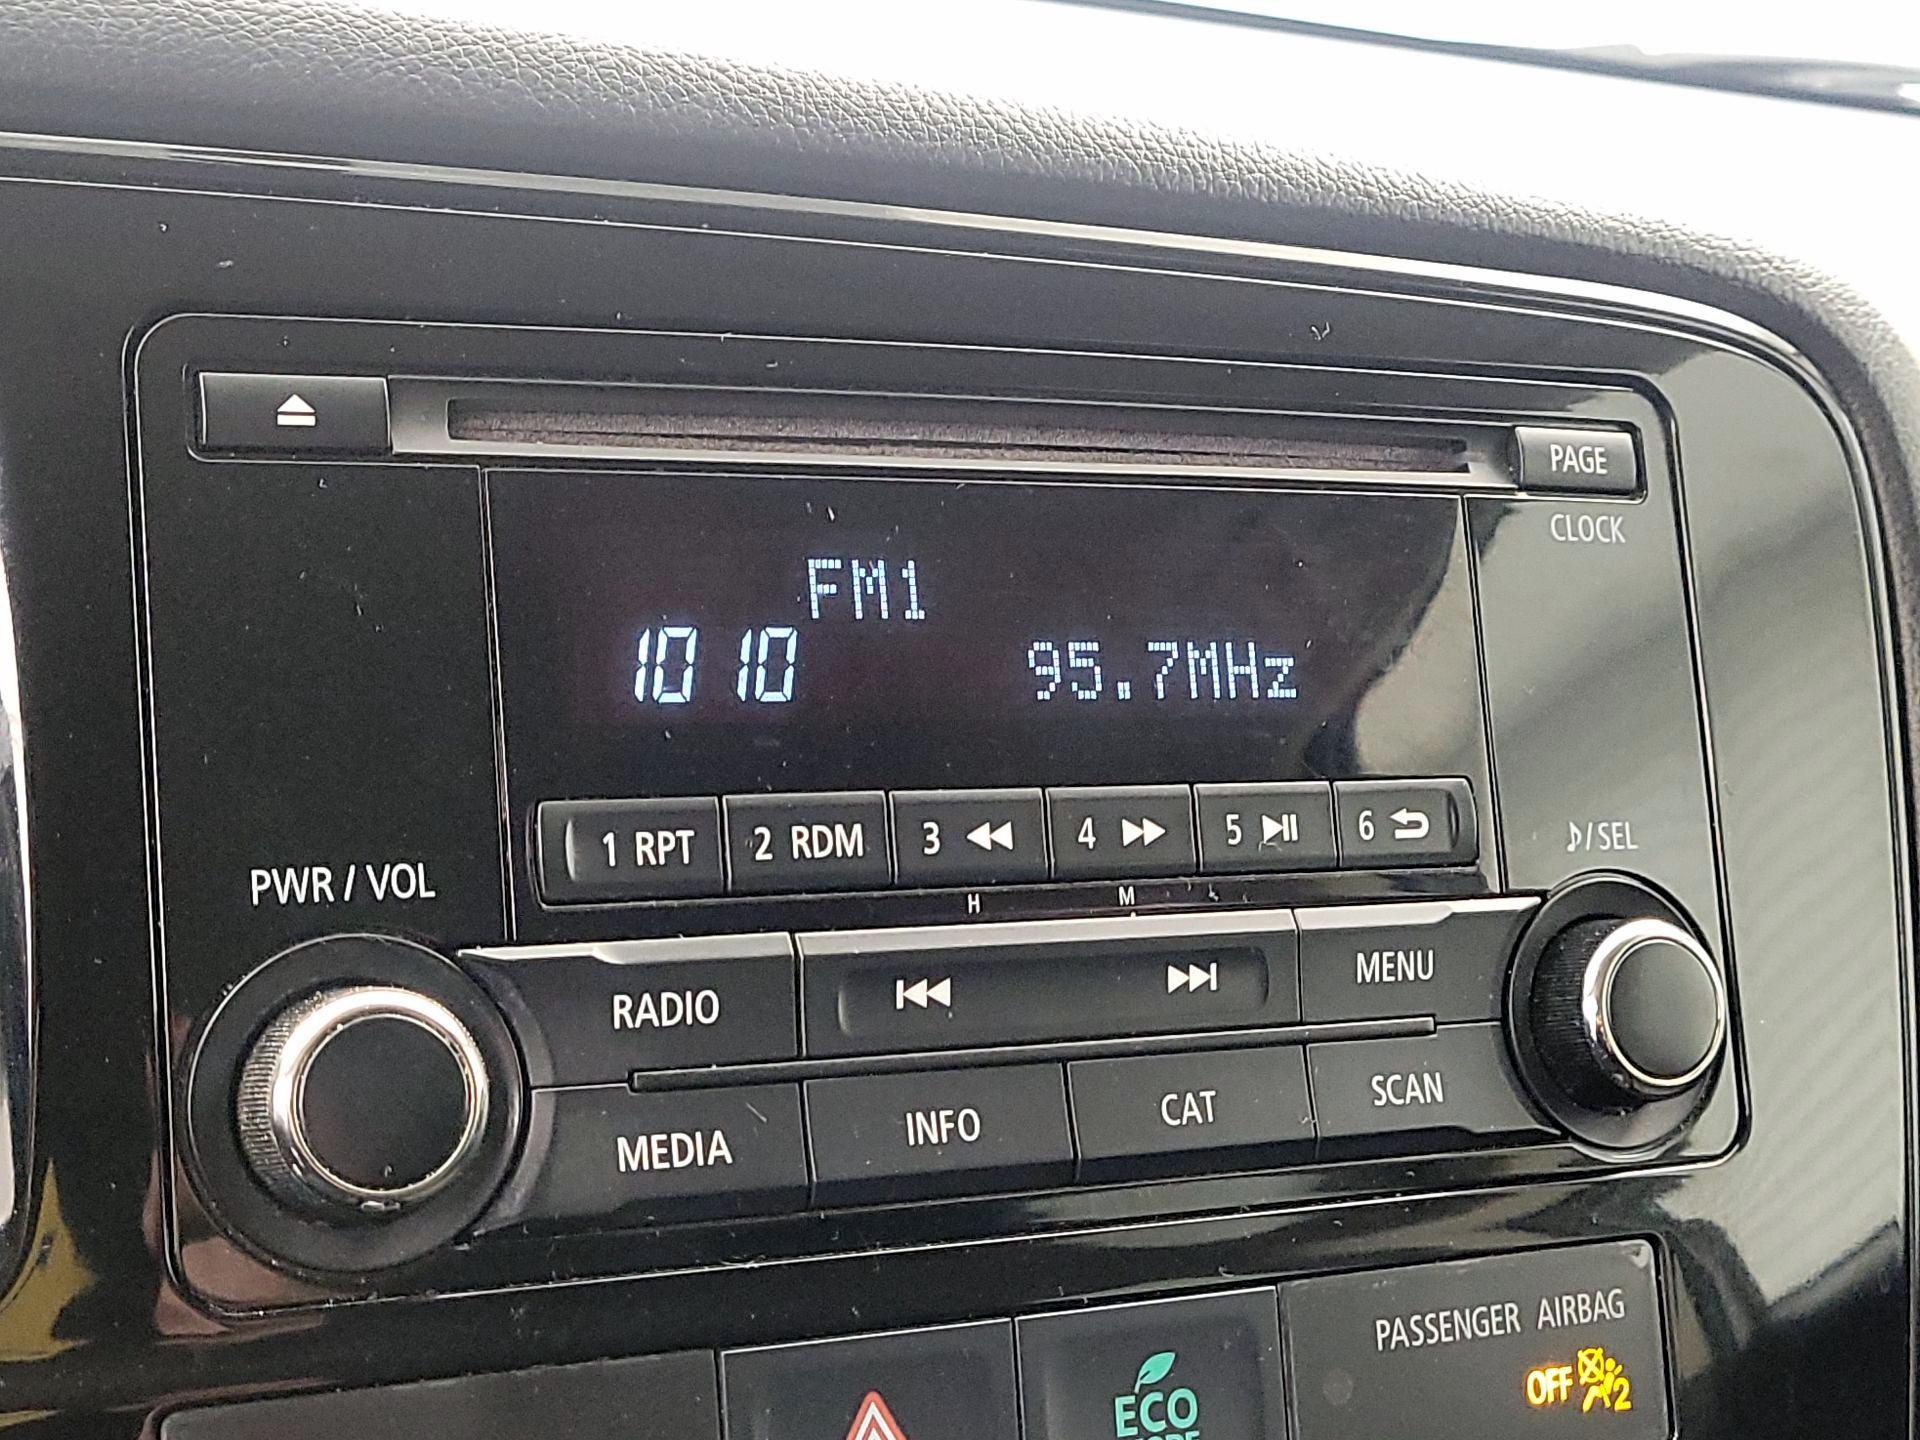 PAGE
CLOCK
FM1
10 10 95.7MHz
1 RPT 2 RDM 3 4 5 6
PWR / VOL
♪/SEL
H M
RADIO MENU
MEDIA INFO CAT SCAN
PASSENGER AIRBAG
OFF 2
ECO